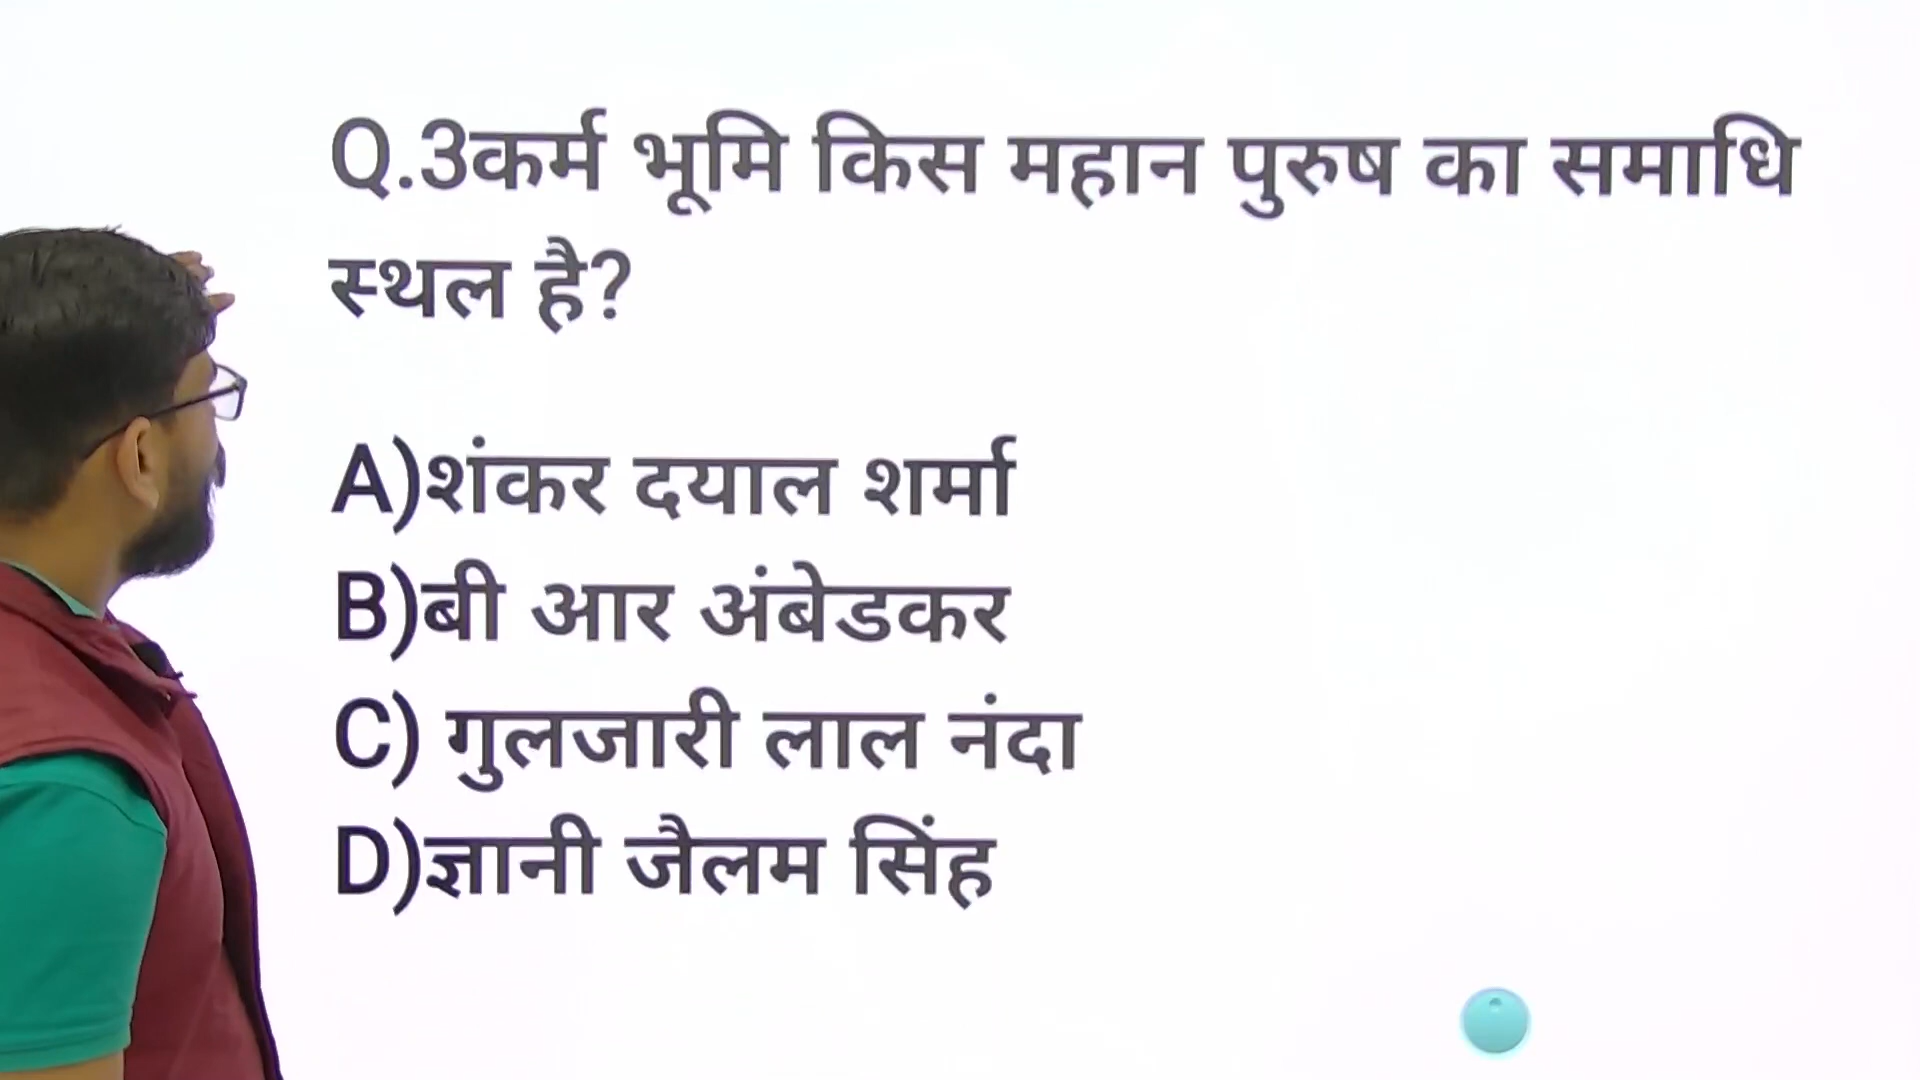 Q.3कर्म भूमि किस महान पुरुष का समाधि
स्थल है?
A)शंकर दयाल शर्मा
B)बी आर अंबेडकर
C) गुलजारी लाल नंदा
D)ज्ञानी जैलम सिंह